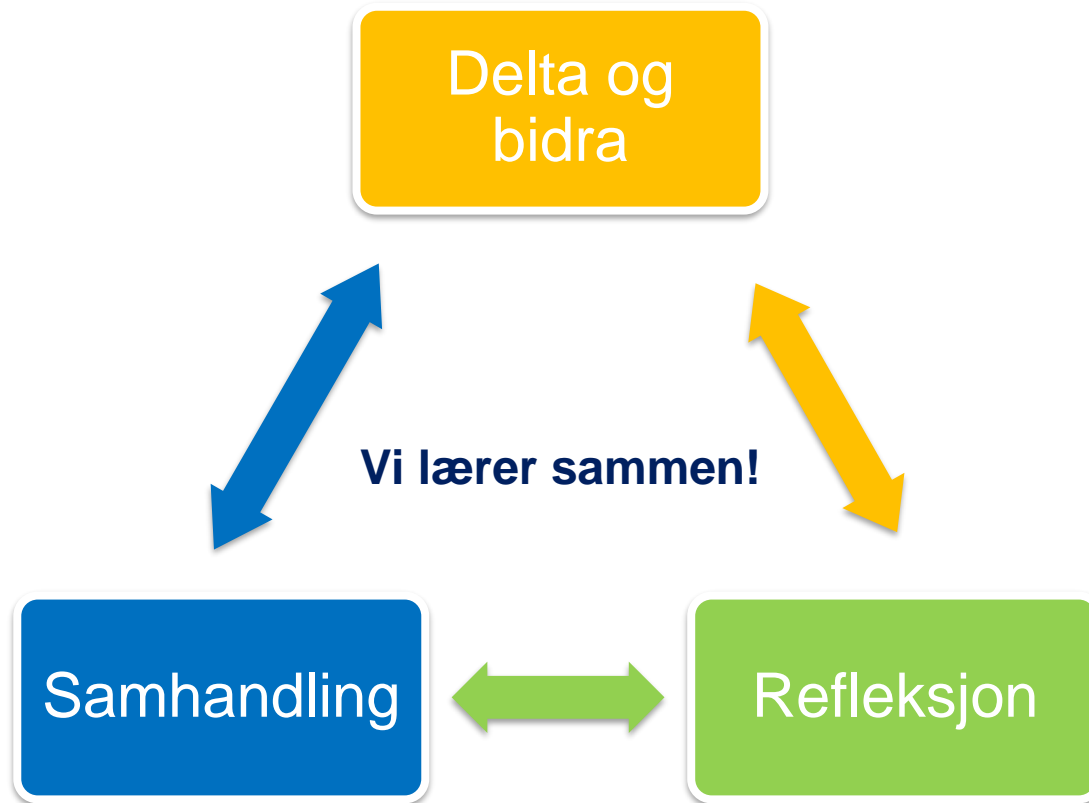 Delta og
bidra
Vi lærer sammen!
Samhandling
Refleksjon